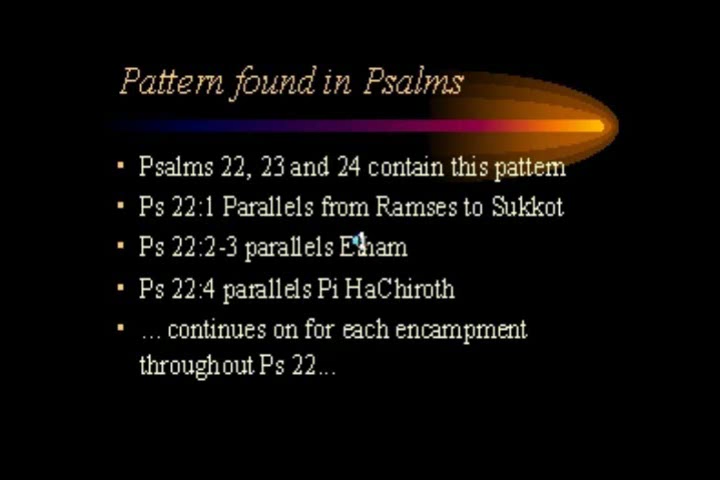 Pattern found in Psalms
Psalms 22, 23 and 24 contain this pattern
Ps 22:1 Parallels from Ramses to Sukkot
Ps 22:2-3 parallels Etham
Ps 22:4 parallels Pi HaChiroth
... continues on for each encampment
throughout Ps 22...